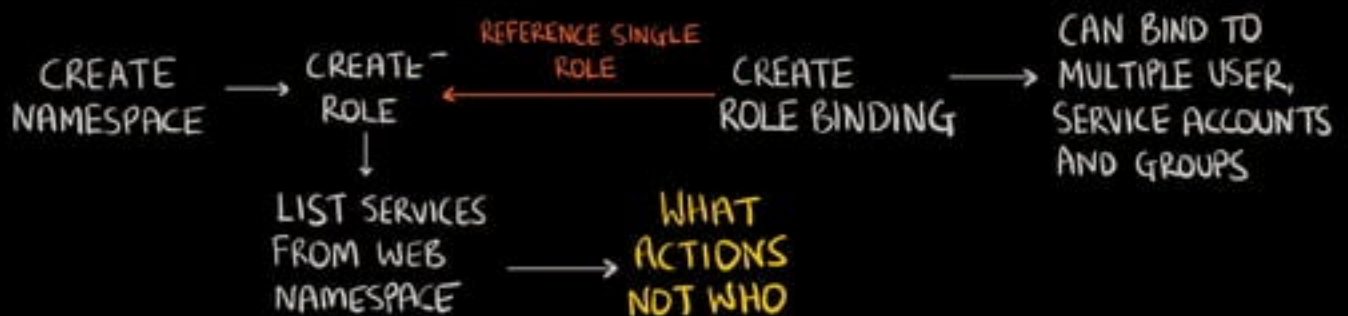 CREATE
NAMESPACE
CREATE
ROLE
REFERENCE SINGLE
ROLE
CREATE
ROLE BINDING
CAN BIND TO
MULTIPLE USER,
SERVICE ACCOUNTS
AND GROUPS
LIST SERVICES
FROM WEB
NAMESPACE
WHAT
ACTIONS
NOT WHO